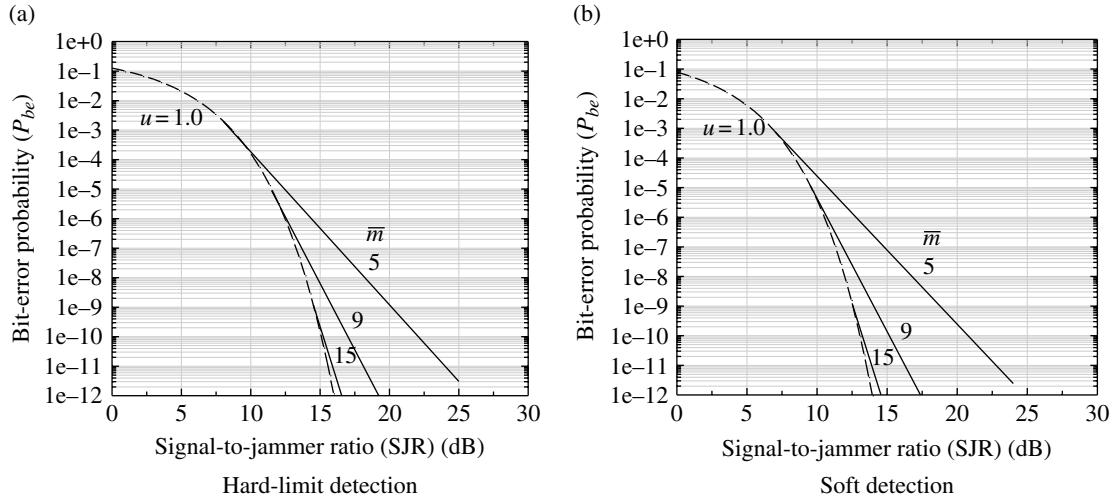 (a)
1e+0
1e–1
1e–2
1e–3
1e–4
1e–5
1e–6
1e–7
1e–8
1e–9
1e–10
1e–11
1e–12
Bit-error probability (P_be)
u = 1.0
m̅
5
9
15
0 5 10 15 20 25 30
Signal-to-jammer ratio (SJR) (dB)
Hard-limit detection
(b)
1e+0
1e–1
1e–2
1e–3
1e–4
1e–5
1e–6
1e–7
1e–8
1e–9
1e–10
1e–11
1e–12
Bit-error probability (P_be)
u = 1.0
m̅
5
9
15
0 5 10 15 20 25 30
Signal-to-jammer ratio (SJR) (dB)
Soft detection